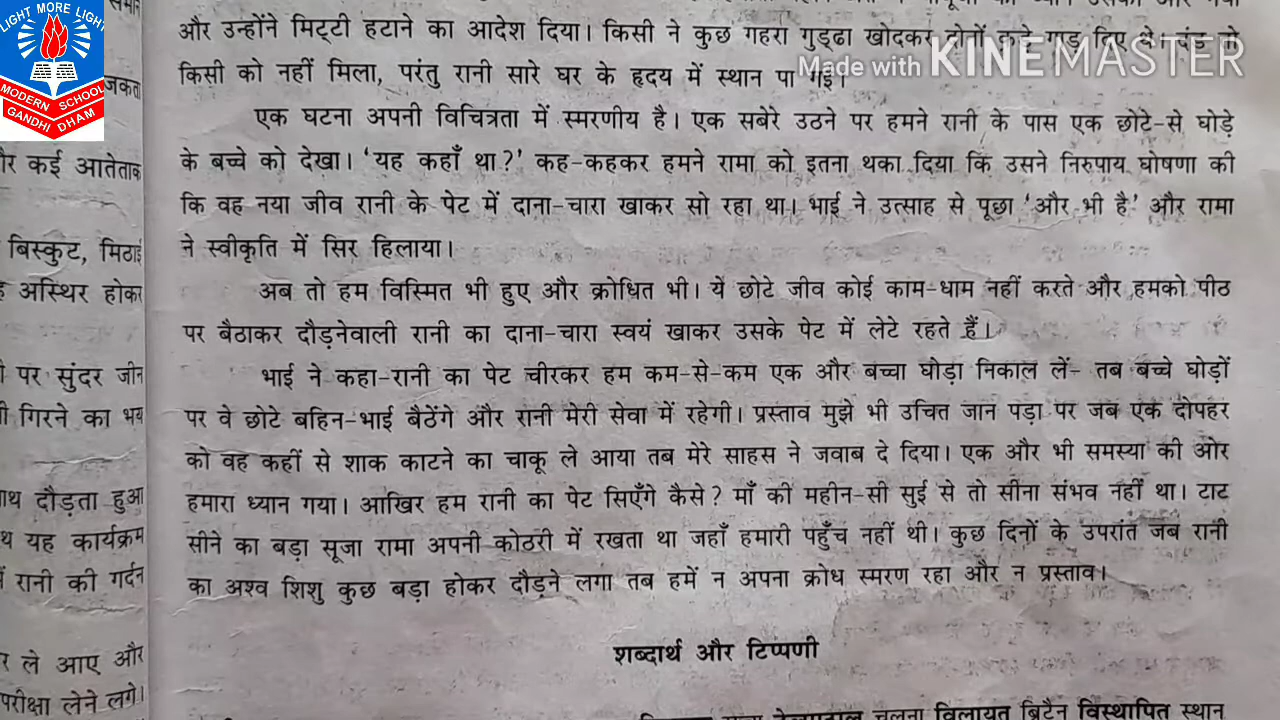 LIGHT MORE LIGHT
MODERN SCHOOL
GANDHI DHAM
Made with KINEMASTER
और उन्होंने मिट्टी हटाने का आदेश दिया। किसी ने कुछ गहरा गुड्ढा खोदकर
किसी को नहीं मिला, परंतु रानी सारे घर के हृदय में स्थान पा गई।
एक घटना अपनी विचित्रता में स्मरणीय है। एक सबेरे उठने पर हमने रानी के पास एक छोटे-से घोड़े
के बच्चे को देखा। 'यह कहाँ था?' कह-कहकर हमने रामा को इतना थका दिया कि उसने निरुपाय घोषणा की
कि वह नया जीव रानी के पेट में दाना-चारा खाकर सो रहा था। भाई ने उत्साह से पूछा 'और भी है' और रामा
ने स्वीकृति में सिर हिलाया।
अब तो हम विस्मित भी हुए और क्रोधित भी। ये छोटे जीव कोई काम-धाम नहीं करते और हमको पीठ
पर बैठाकर दौड़नेवाली रानी का दाना-चारा स्वयं खाकर उसके पेट में लेटे रहते हैं।
भाई ने कहा-रानी का पेट चीरकर हम कम-से-कम एक और बच्चा घोड़ा निकाल लें- तब बच्चे घोड़ों
पर वे छोटे बहिन-भाई बैठेंगे और रानी मेरी सेवा में रहेगी। प्रस्ताव मुझे भी उचित जान पड़ा पर जब एक दोपहर
को वह कहीं से शाक काटने का चाकू ले आया तब मेरे साहस ने जवाब दे दिया। एक और भी समस्या की ओर
हमारा ध्यान गया। आखिर हम रानी का पेट सिएँगे कैसे? माँ की महीन-सी सुई से तो सीना संभव नहीं था। टाट
सीने का बड़ा सूजा रामा अपनी कोठरी में रखता था जहाँ हमारी पहुँच नहीं थी। कुछ दिनों के उपरांत जब रानी
का अश्व शिशु कुछ बड़ा होकर दौड़ने लगा तब हमें न अपना क्रोध स्मरण रहा और न प्रस्ताव।
शब्दार्थ और टिप्पणी
चलना विलायत ब्रिटेन विस्थापित स्थान
जकता
र कई आतेताक
बिस्कुट, मिठाई
अस्थिर होकर
पर सुंदर जीन
गिरने का भय
दौड़ता हुआ
यह कार्यक्रम
रानी की गर्दन
र ले आए और
परीक्षा लेने लगे।